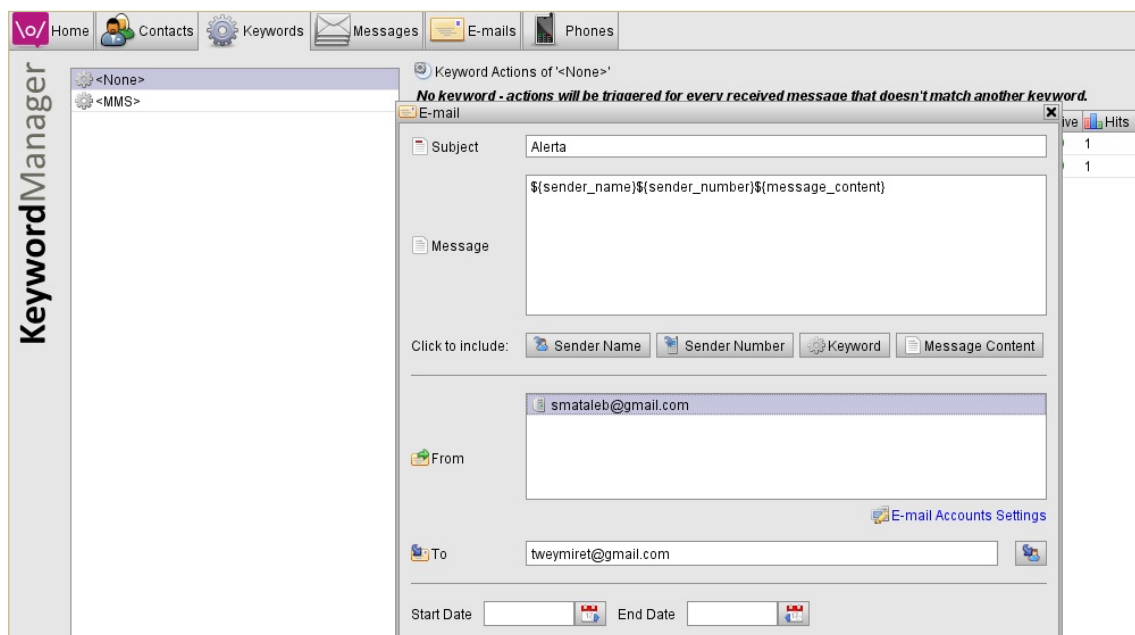 \o/ Home Contacts Keywords Messages E-mails Phones
KeywordManager
<None>
<MMS>
Keyword Actions of '<None>'
No keyword - actions will be triggered for every received message that doesn't match another keyword.
E-mail
ive Hits
1
1
Subject Alerta
Message ${sender_name}${sender_number}${message_content}
Click to include: Sender Name Sender Number Keyword Message Content
From smataleb@gmail.com
E-mail Accounts Settings
To tweymiret@gmail.com
Start Date End Date